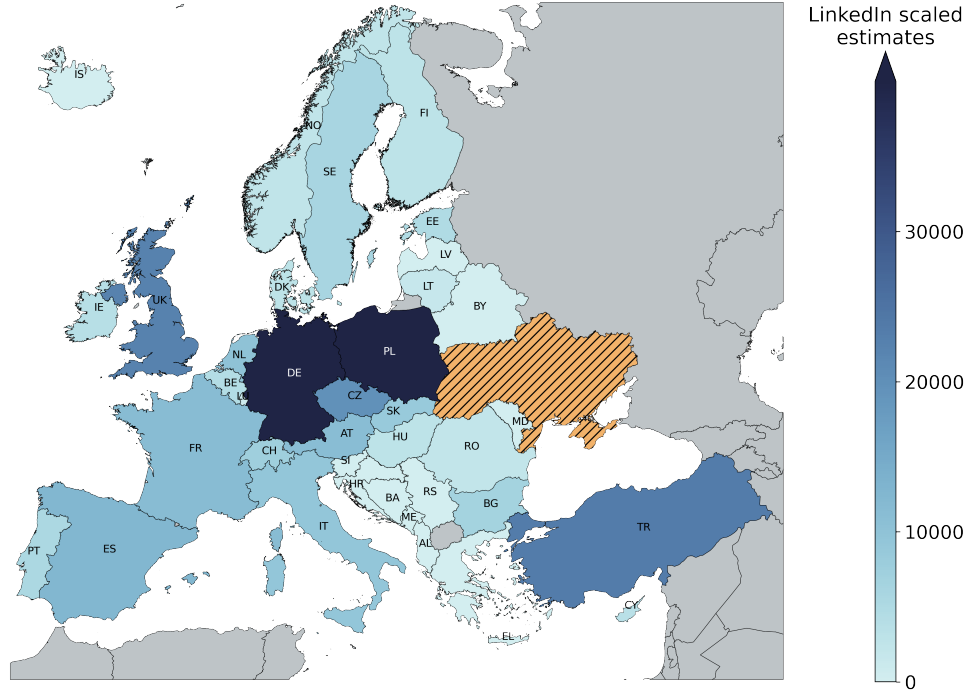 LinkedIn scaled
estimates
IS
FI
NO
SE
EE
LV
DK
LT
UK
IE
BY
30000
NL
PL
DE
BE
20000
LU
CZ
SK
MD
AT
HU
RO
FR
CH
SI
HR
RS
BA
BG
ME
IT
TR
10000
AL
PT
ES
CY
EL
0